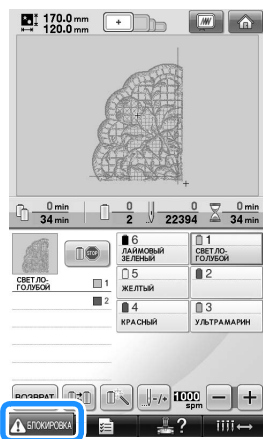 170.0 mm
120.0 mm
+
0 min
34 min
0
2
0
22394
0 min
34 min
СВЕТЛО-
ГОЛУБОЙ
1
2
6
ЛАЙМОВЫЙ
ЗЕЛЕНЫЙ
1
СВЕТЛО-
ГОЛУБОЙ
5
ЖЕЛТЫЙ
2
4
КРАСНЫЙ
3
УЛЬТРАМАРИН
ВОЗВРАТ
-/+
1000
spm
−
+
БЛОКИРОВКА
?